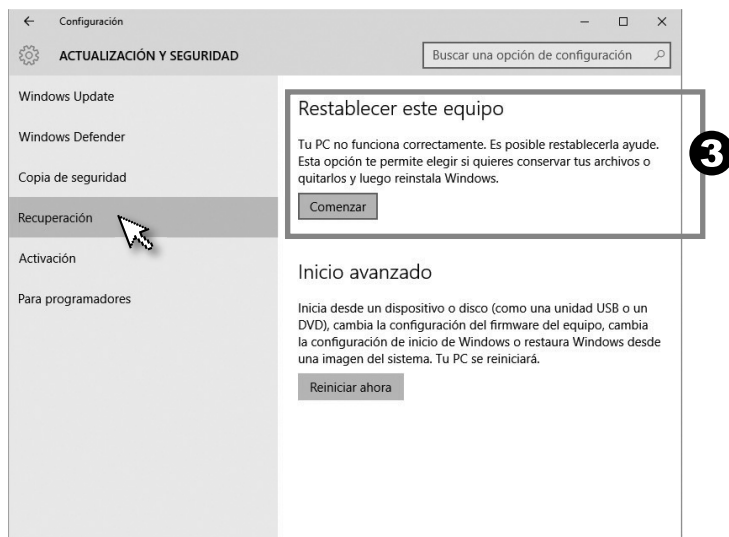 Configuración
ACTUALIZACIÓN Y SEGURIDAD
Buscar una opción de configuración
Windows Update
Windows Defender
Copia de seguridad
Recuperación
Activación
Para programadores
Restablecer este equipo
Tu PC no funciona correctamente. Es posible restablecerla ayude.
Esta opción te permite elegir si quieres conservar tus archivos o
quitarlos y luego reinstala Windows.
Comenzar
3
Inicio avanzado
Inicia desde un dispositivo o disco (como una unidad USB o un
DVD), cambia la configuración del firmware del equipo, cambia
la configuración de inicio de Windows o restaura Windows desde
una imagen del sistema. Tu PC se reiniciará.
Reiniciar ahora